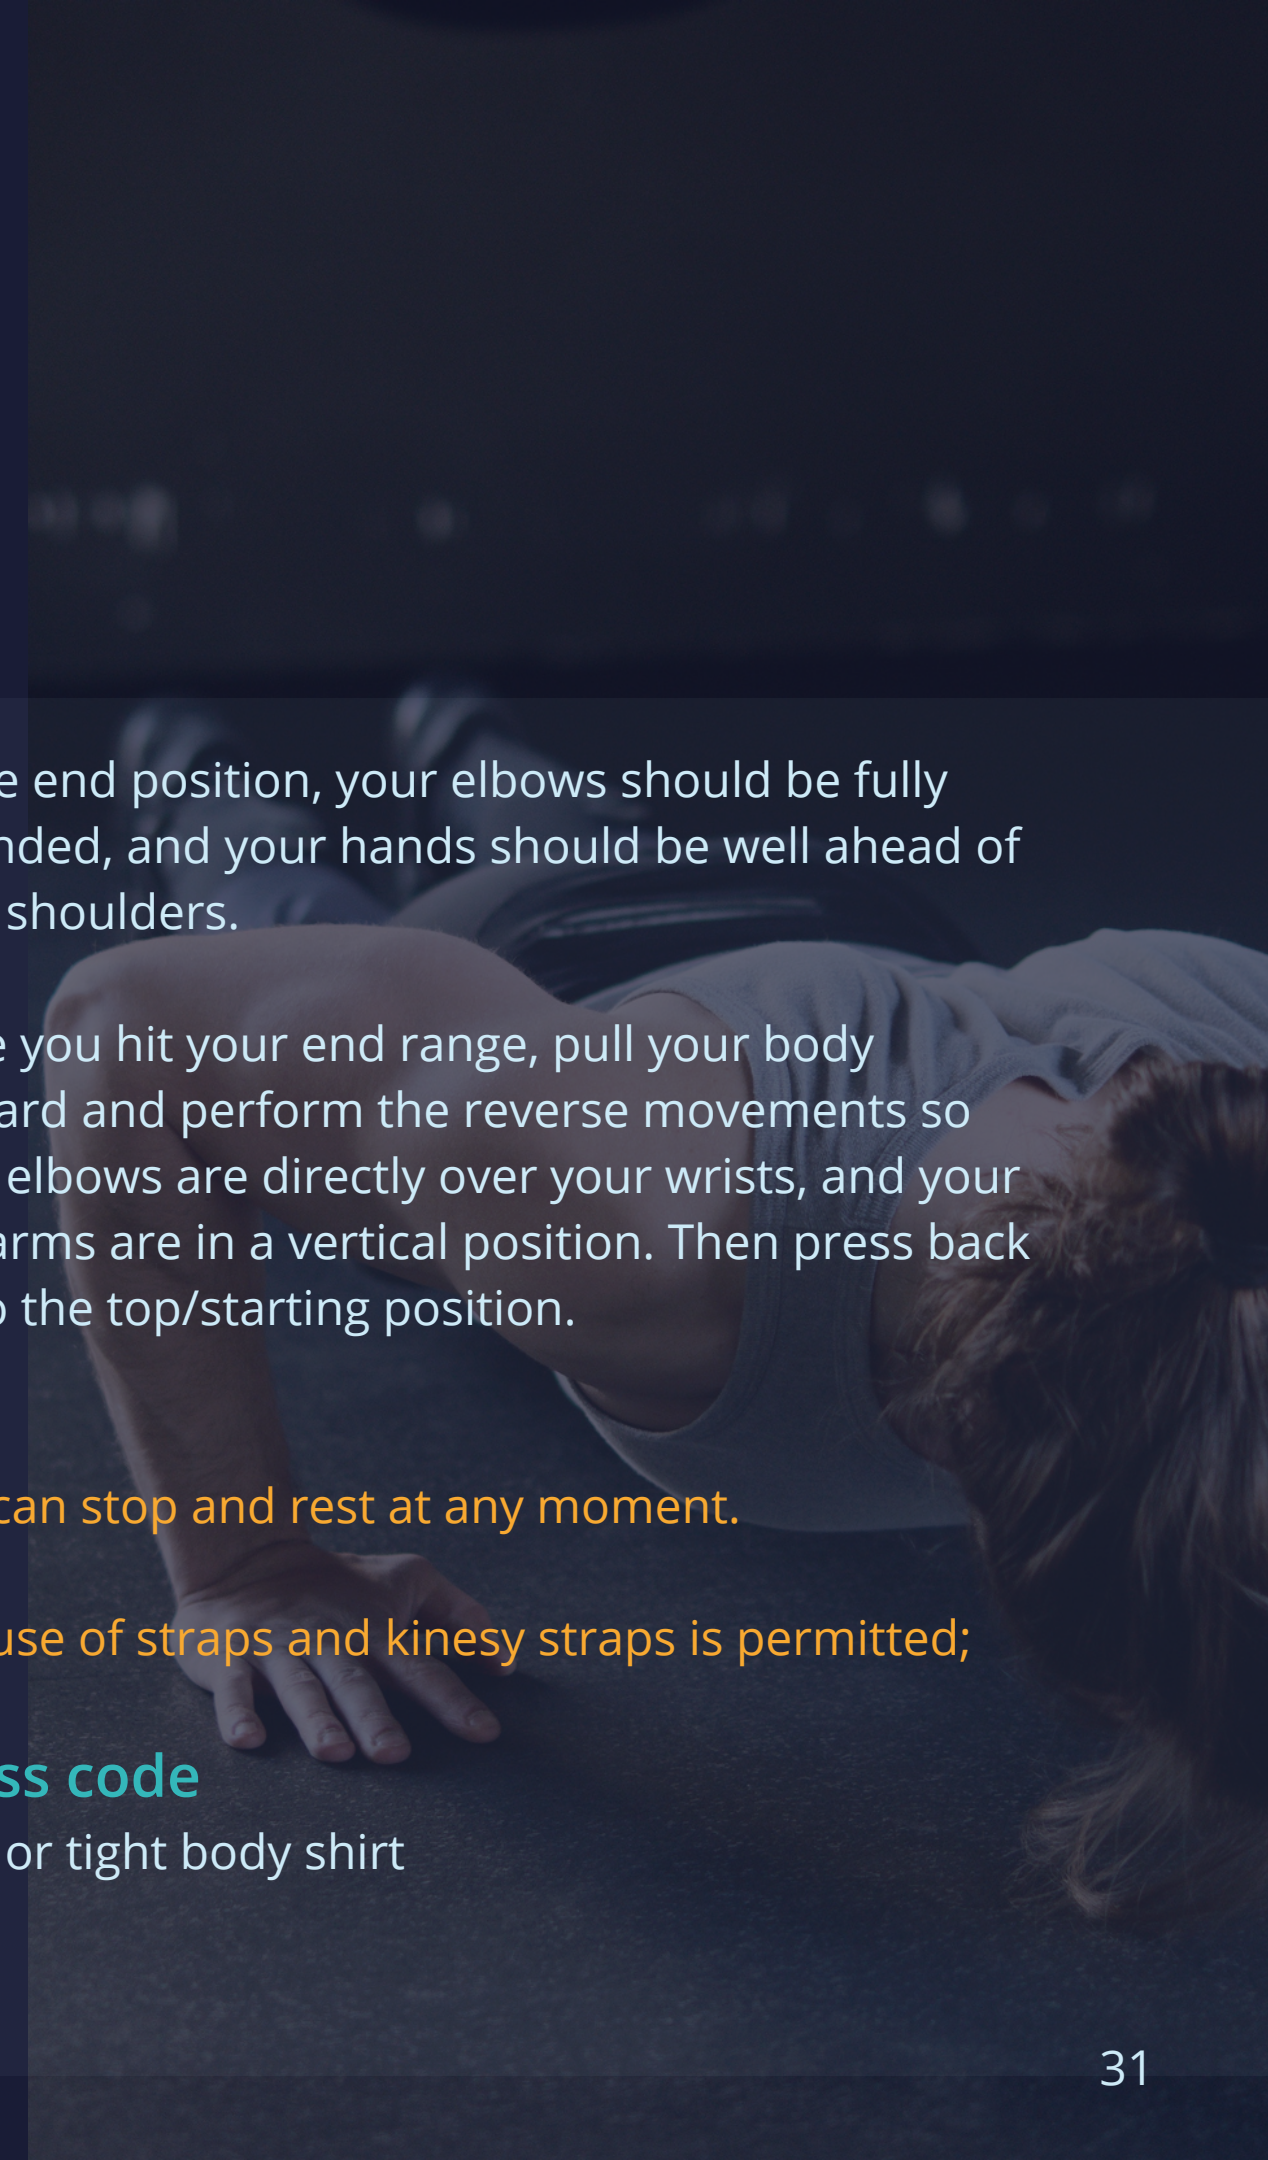 e end position, your elbows should be fully
nded, and your hands should be well ahead of
shoulders.
e you hit your end range, pull your body
ard and perform the reverse movements so
elbows are directly over your wrists, and your
arms are in a vertical position. Then press back
o the top/starting position.
can stop and rest at any moment.
use of straps and kinesy straps is permitted;
ss code
or tight body shirt
31